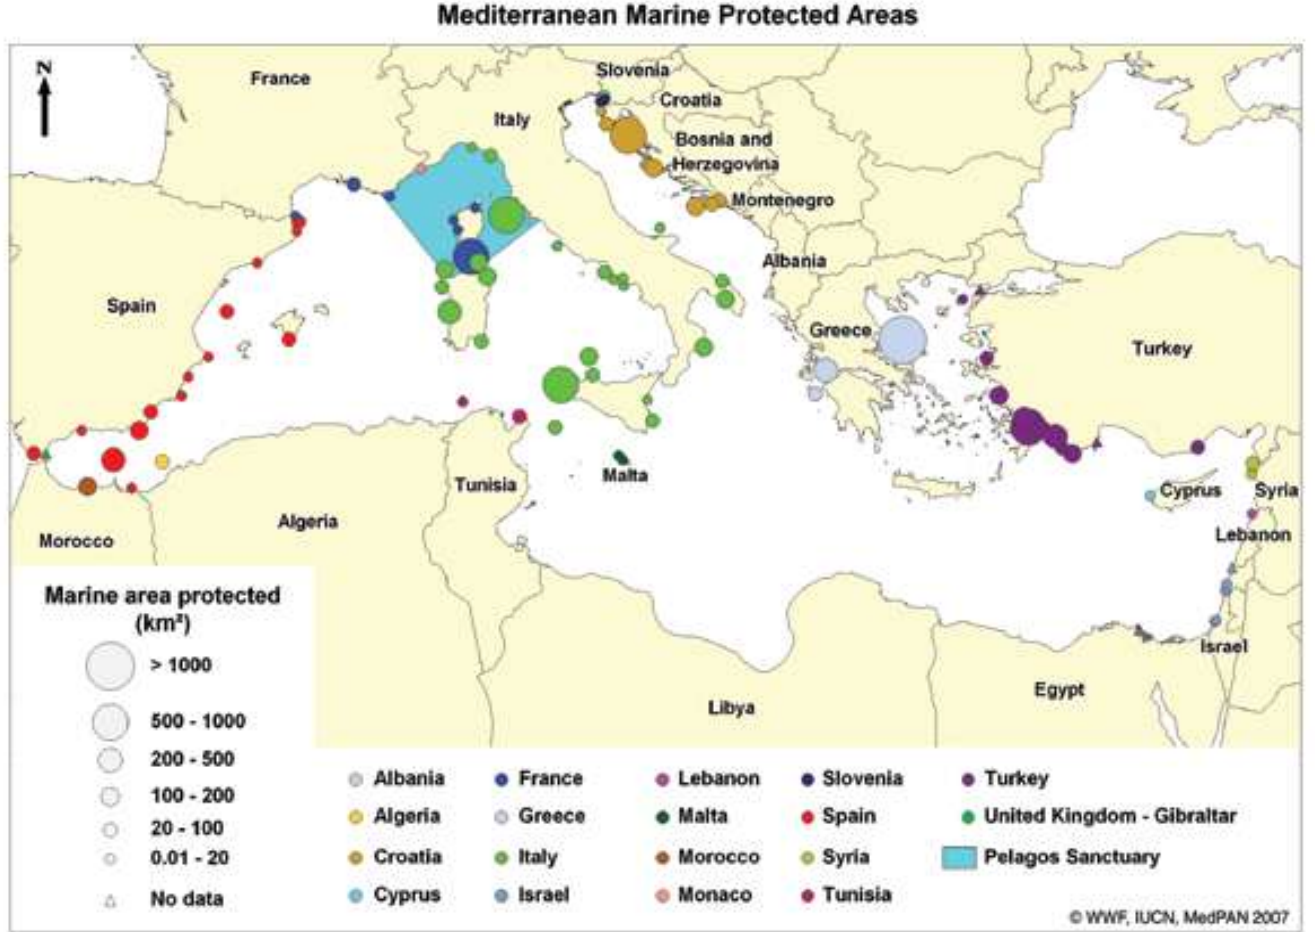 Mediterranean Marine Protected Areas
N
France
Slovenia
Croatia
Italy
Bosnia and
Herzegovina
Montenegro
Albania
Spain
Greece
Turkey
Malta
Tunisia
Cyprus
Syria
Algeria
Lebanon
Morocco
Israel
Egypt
Libya
Marine area protected
(km²)
> 1000
500 - 1000
200 - 500
100 - 200
20 - 100
0.01 - 20
No data
Albania
Algeria
Croatia
Cyprus
France
Greece
Italy
Israel
Lebanon
Malta
Morocco
Monaco
Slovenia
Spain
Syria
Tunisia
Turkey
United Kingdom - Gibraltar
Pelagos Sanctuary
© WWF, IUCN, MedPAN 2007